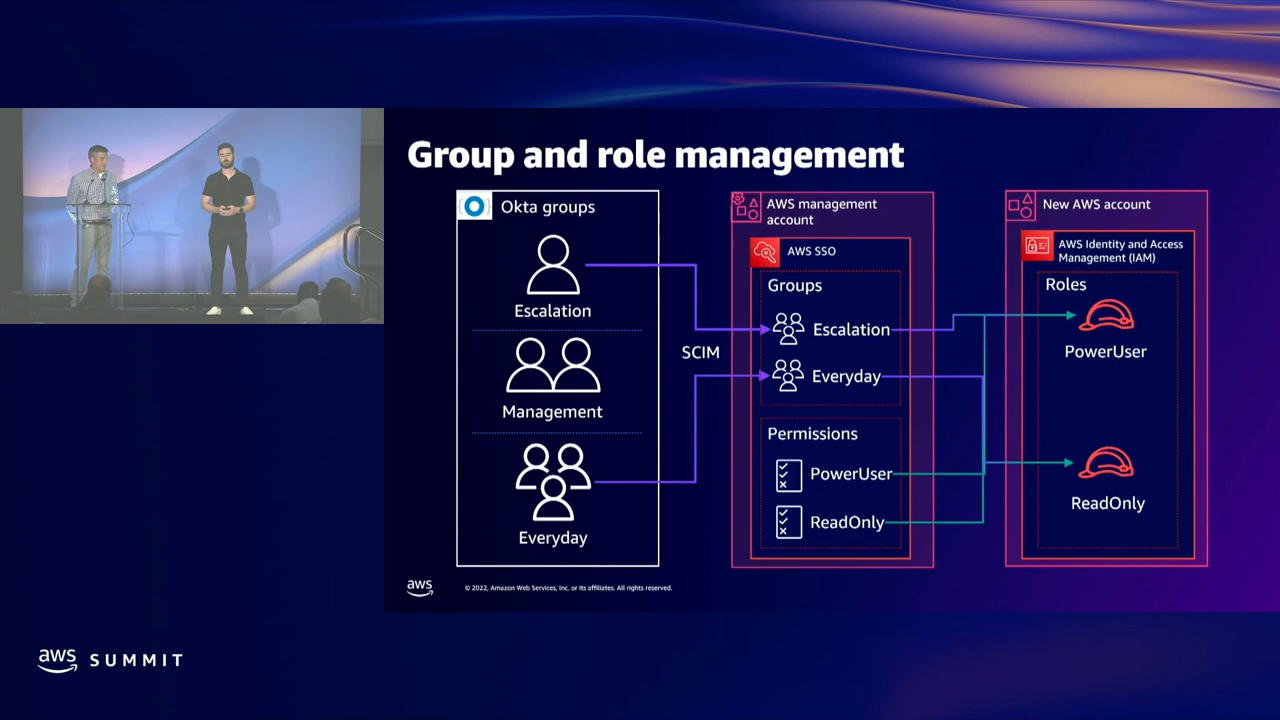 Group and role management
Okta groups
Escalation
Management
Everyday
SCIM
AWS management
account
AWS SSO
Groups
Escalation
Everyday
Permissions
PowerUser
ReadOnly
New AWS account
AWS Identity and Access
Management (IAM)
Roles
PowerUser
ReadOnly
aws
© 2022, Amazon Web Services, Inc. or its affiliates. All rights reserved.
aws SUMMIT